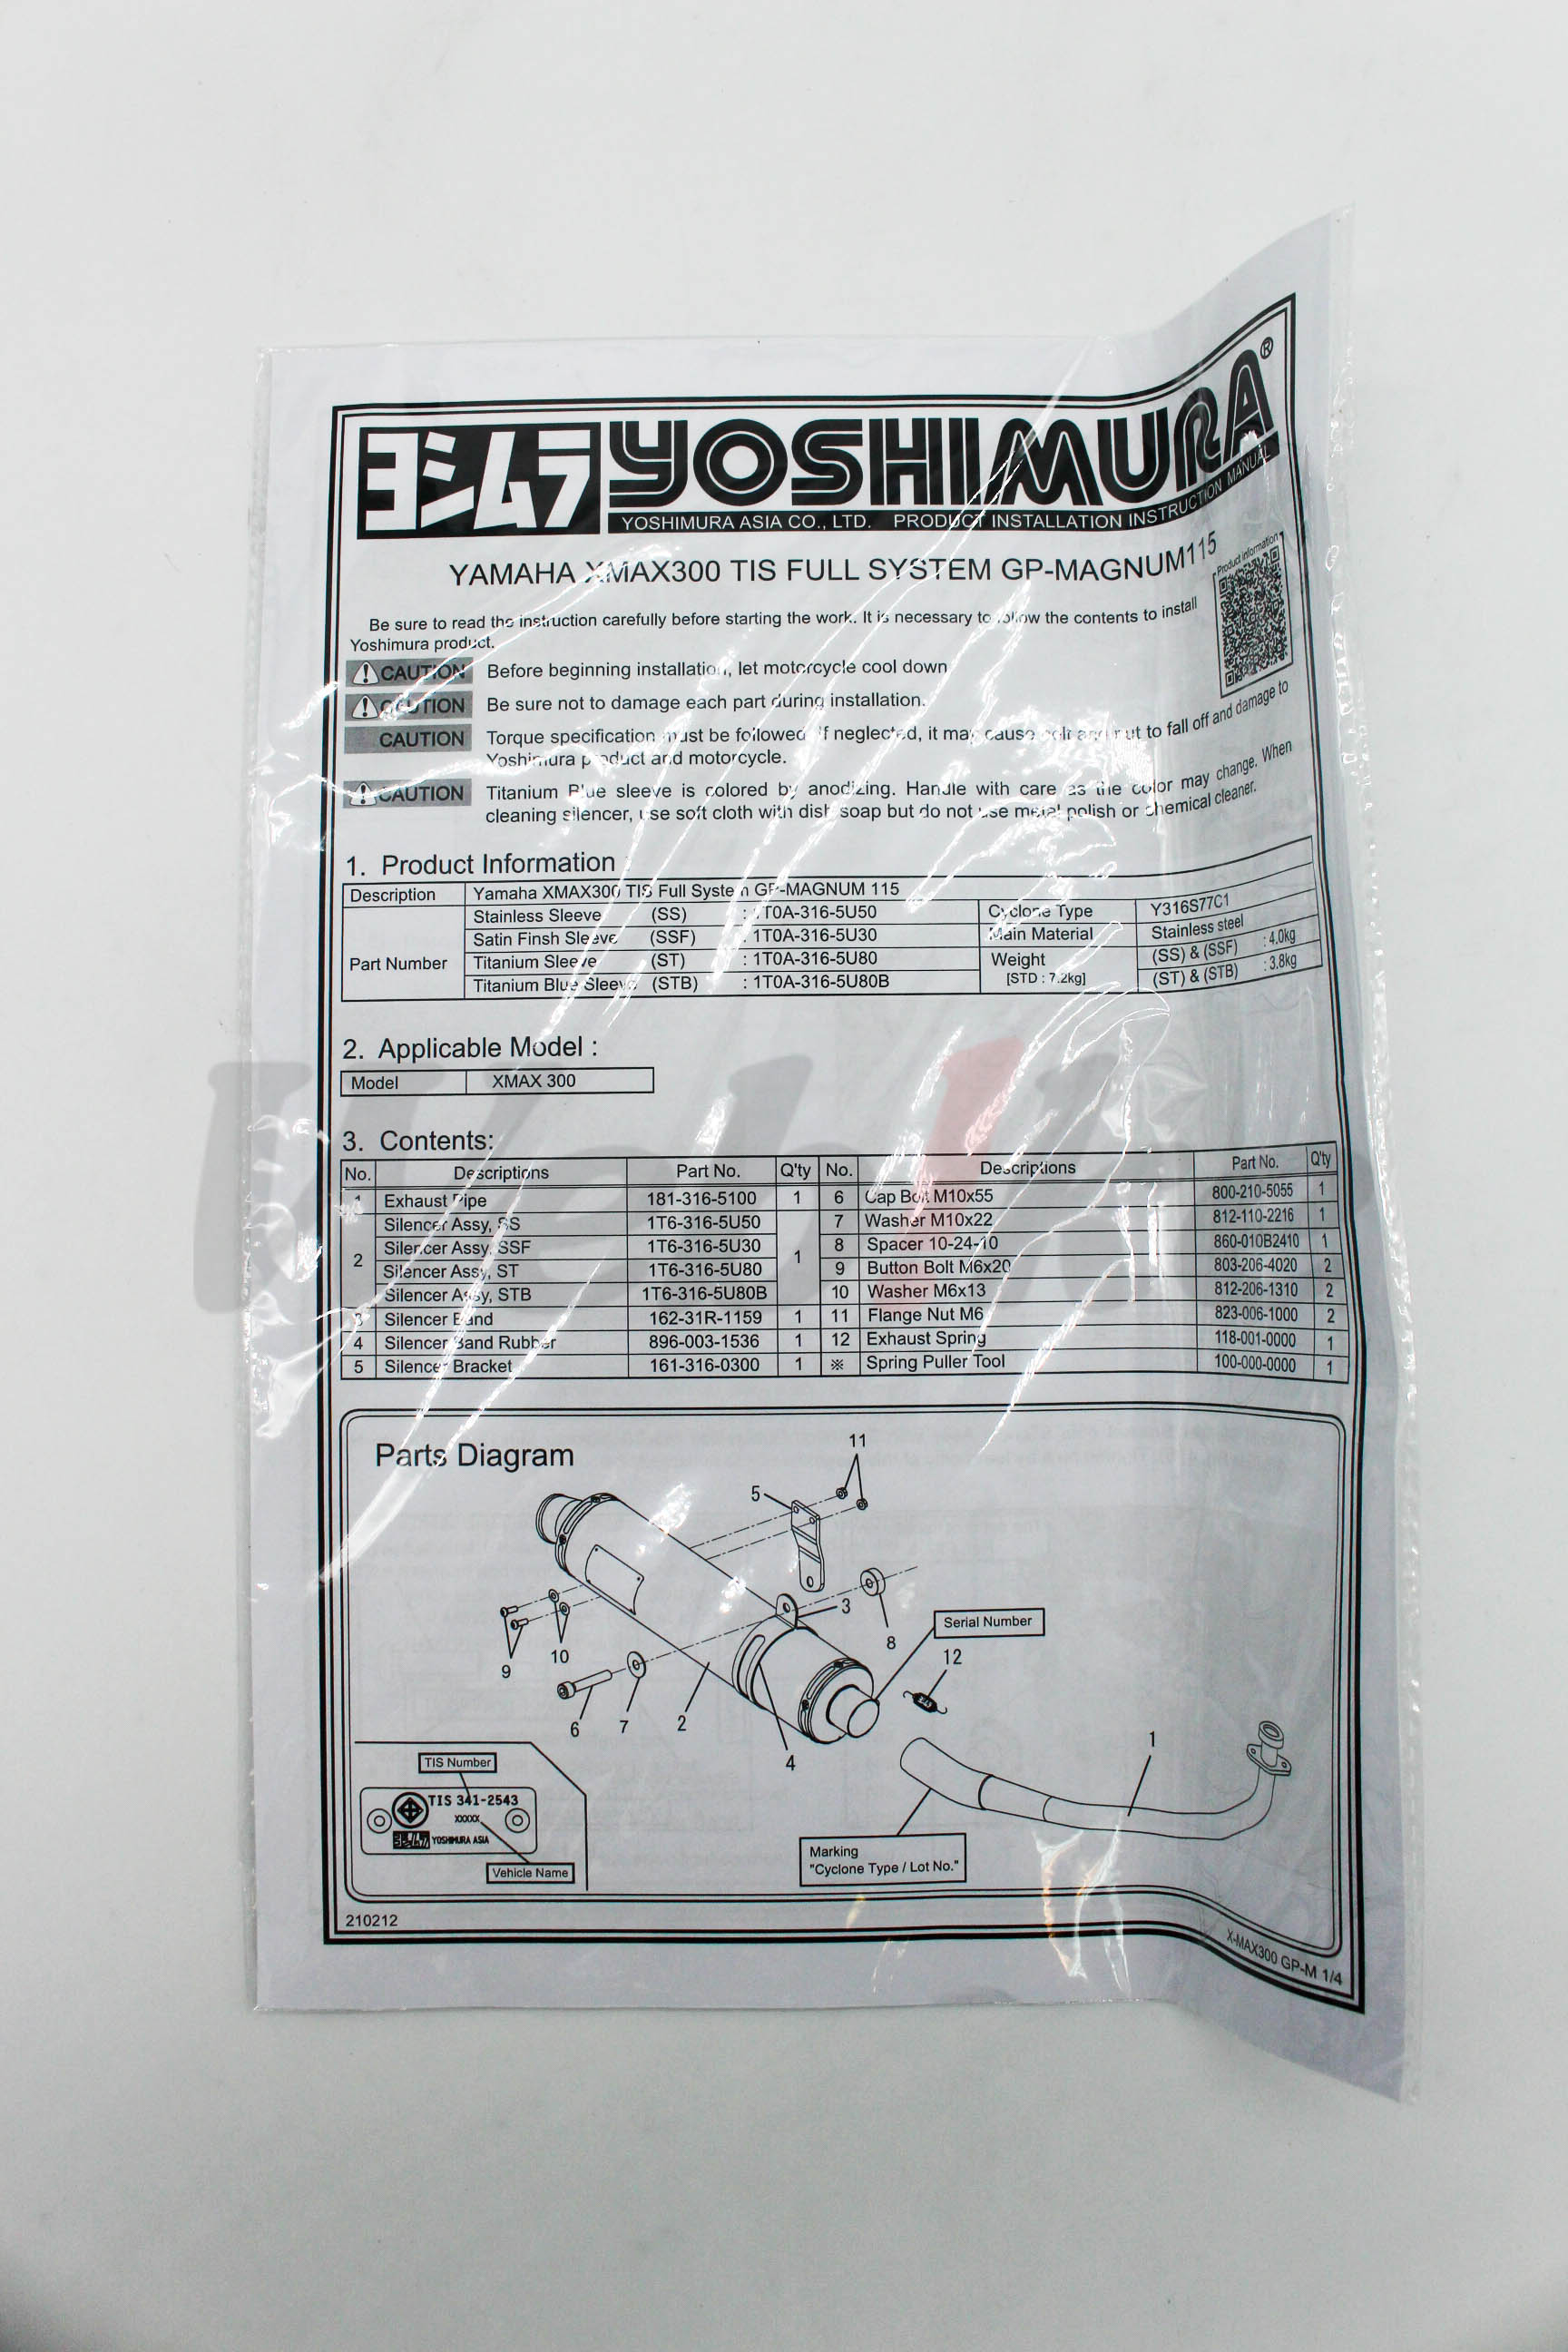 ヨシムラ YOSHIMURA®
YOSHIMURA ASIA CO., LTD. PRODUCT INSTALLATION INSTRUCTION MANUAL
YAMAHA XMAX300 TIS FULL SYSTEM GP-MAGNUM115
Product Information
Be sure to read the instruction carefully before starting the work. It is necessary to follow the contents to install
Yoshimura product.
CAUTION Before beginning installation, let motorcycle cool down
CAUTION Be sure not to damage each part during installation.
CAUTION Torque specification must be followed. If neglected, it may cause bolt and nut to fall off and damage to
Yoshimura product and motorcycle.
CAUTION Titanium Blue sleeve is colored by anodizing. Handle with care as the color may change. When
cleaning silencer, use soft cloth with dish soap but do not use metal polish or chemical cleaner.
1. Product Information
Description Yamaha XMAX300 TIS Full System GP-MAGNUM 115
Part Number
Stainless Sleeve (SS) : 1T0A-316-5U50 Cyclone Type Y316S77C1
Satin Finsh Sleeve (SSF) : 1T0A-316-5U30 Main Material Stainless steel
Titanium Sleeve (ST) : 1T0A-316-5U80 Weight (SS) & (SSF) : 4.0kg
Titanium Blue Sleeve (STB) : 1T0A-316-5U80B [STD : 7.2kg] (ST) & (STB) : 3.8kg
2. Applicable Model :
Model XMAX 300
3. Contents:
No. Descriptions Part No. Q'ty No. Descriptions Part No. Q'ty
1 Exhaust Pipe 181-316-5100 1 6 Cap Bolt M10x55 800-210-5055 1
2 Silencer Assy, SS 1T6-316-5U50 1 7 Washer M10x22 812-110-2216 1
Silencer Assy, SSF 1T6-316-5U30 8 Spacer 10-24-10 860-010B2410 1
Silencer Assy, ST 1T6-316-5U80 9 Button Bolt M6x20 803-206-4020 2
Silencer Assy, STB 1T6-316-5U80B 10 Washer M6x13 812-206-1310 2
3 Silencer Band 162-31R-1159 1 11 Flange Nut M6 823-006-1000 2
4 Silencer Band Rubber 896-003-1536 1 12 Exhaust Spring 118-001-0000 1
5 Silencer Bracket 161-316-0300 1 ※ Spring Puller Tool 100-000-0000 1
Parts Diagram
11
5
3
8
Serial Number
12
10
9
6
7
2
4
1
TIS Number
TIS 341-2543
XXXXX
ヨシムラ YOSHIMURA ASIA
Vehicle Name
Marking
"Cyclone Type / Lot No."
210212
X-MAX300 GP-M 1/4